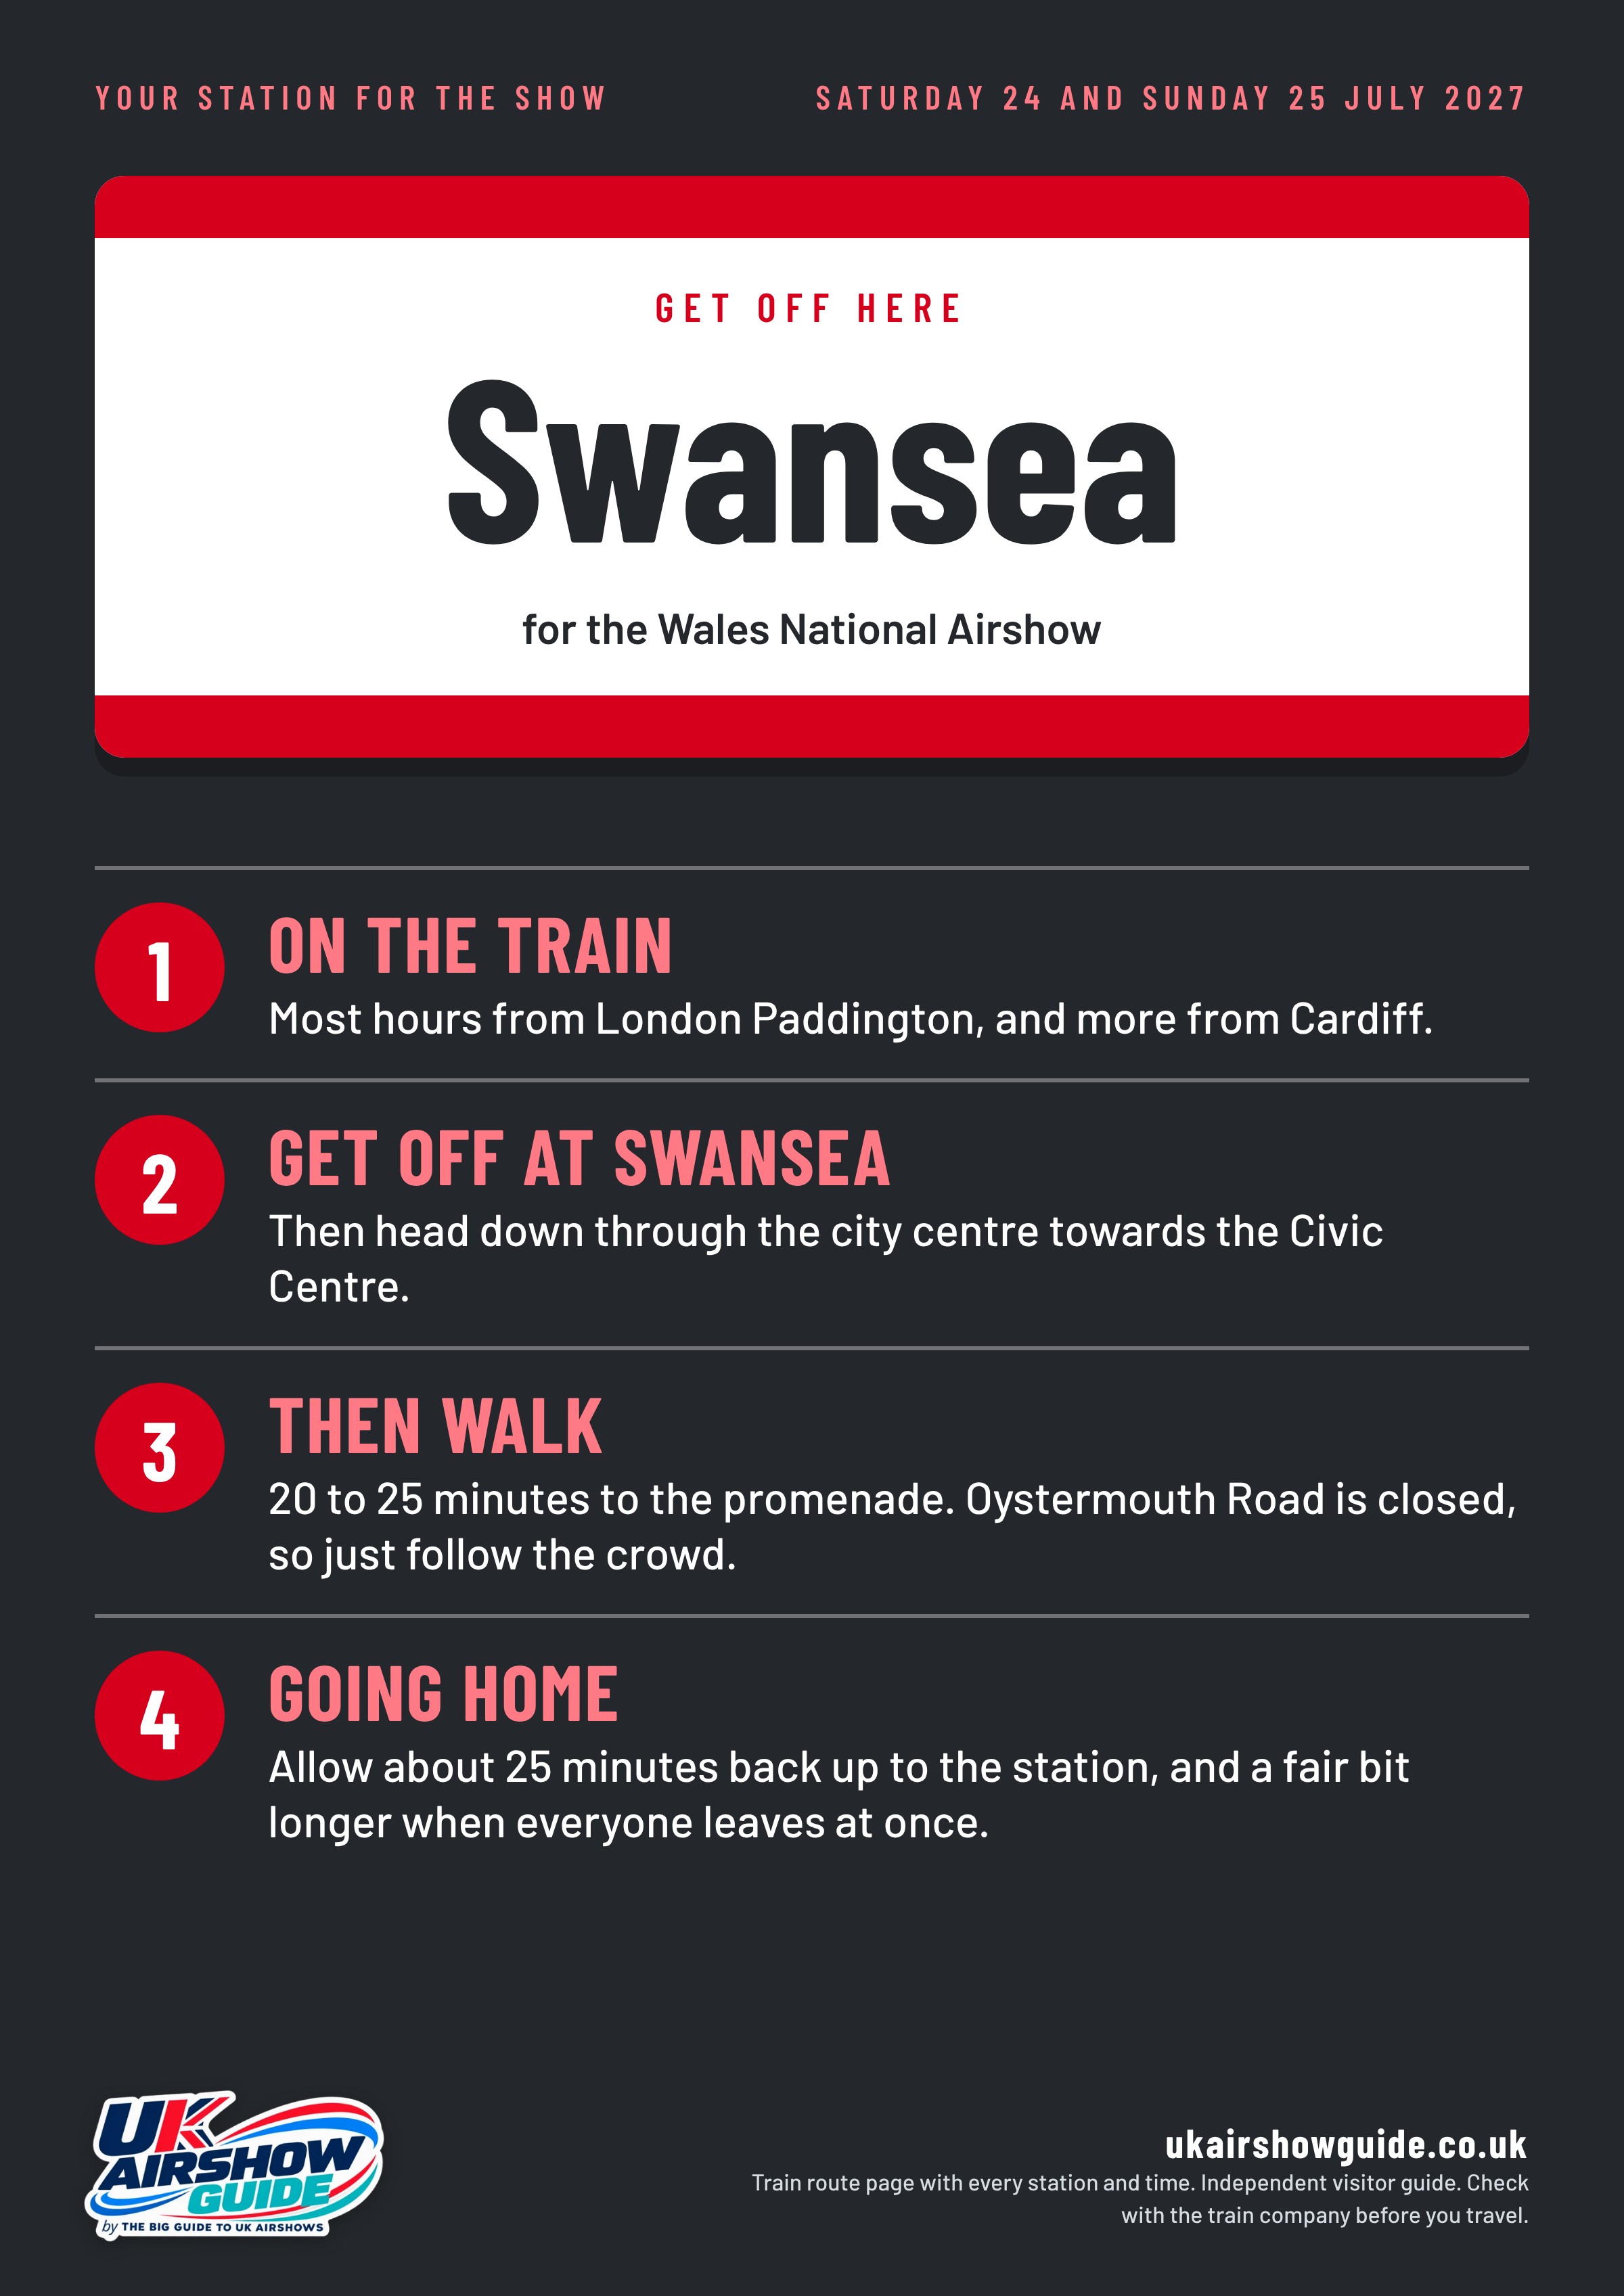 YOUR STATION FOR THE SHOW
SATURDAY 24 AND SUNDAY 25 JULY 2027
GET OFF HERE
Swansea
for the Wales National Airshow
1
ON THE TRAIN
Most hours from London Paddington, and more from Cardiff.
2
GET OFF AT SWANSEA
Then head down through the city centre towards the Civic
Centre.
3
THEN WALK
20 to 25 minutes to the promenade. Oystermouth Road is closed,
so just follow the crowd.
4
GOING HOME
Allow about 25 minutes back up to the station, and a fair bit
longer when everyone leaves at once.
UK
AIRSHOW
GUIDE
by THE BIG GUIDE TO UK AIRSHOWS
ukairshowguide.co.uk
Train route page with every station and time. Independent visitor guide. Check
with the train company before you travel.